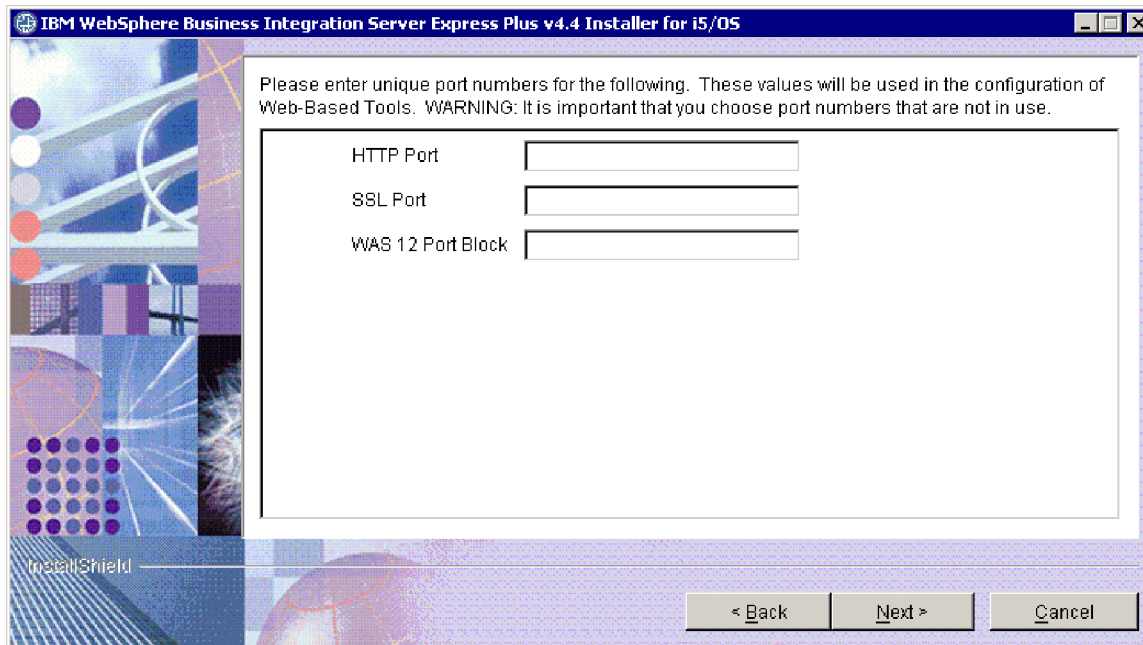 IBM WebSphere Business Integration Server Express Plus v4.4 Installer for i5/OS
Please enter unique port numbers for the following. These values will be used in the configuration of
Web-Based Tools. WARNING: It is important that you choose port numbers that are not in use.
HTTP Port
SSL Port
WAS 12 Port Block
InstallShield
< Back
Next >
Cancel